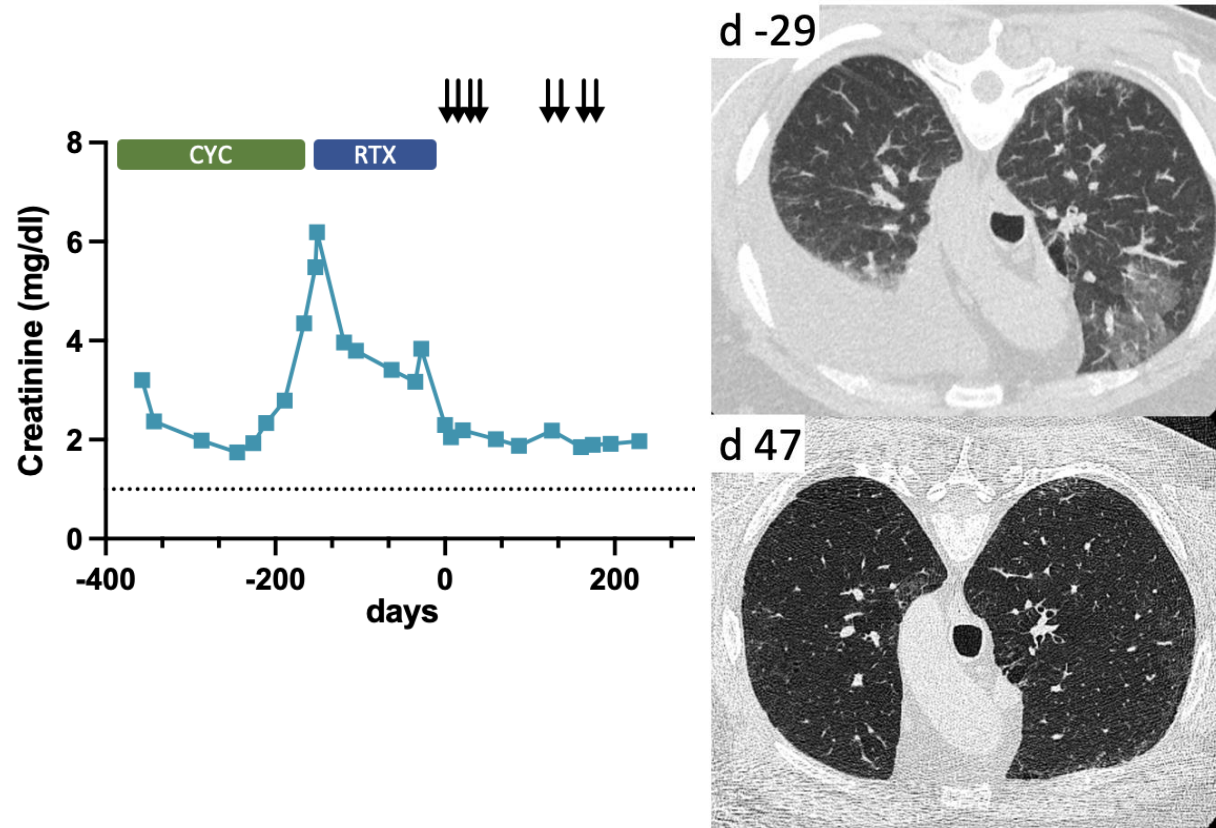 d -29
CYC RTX
Creatinine (mg/dl)
8
6
4
2
0
-400 -200 0 200
days
d 47